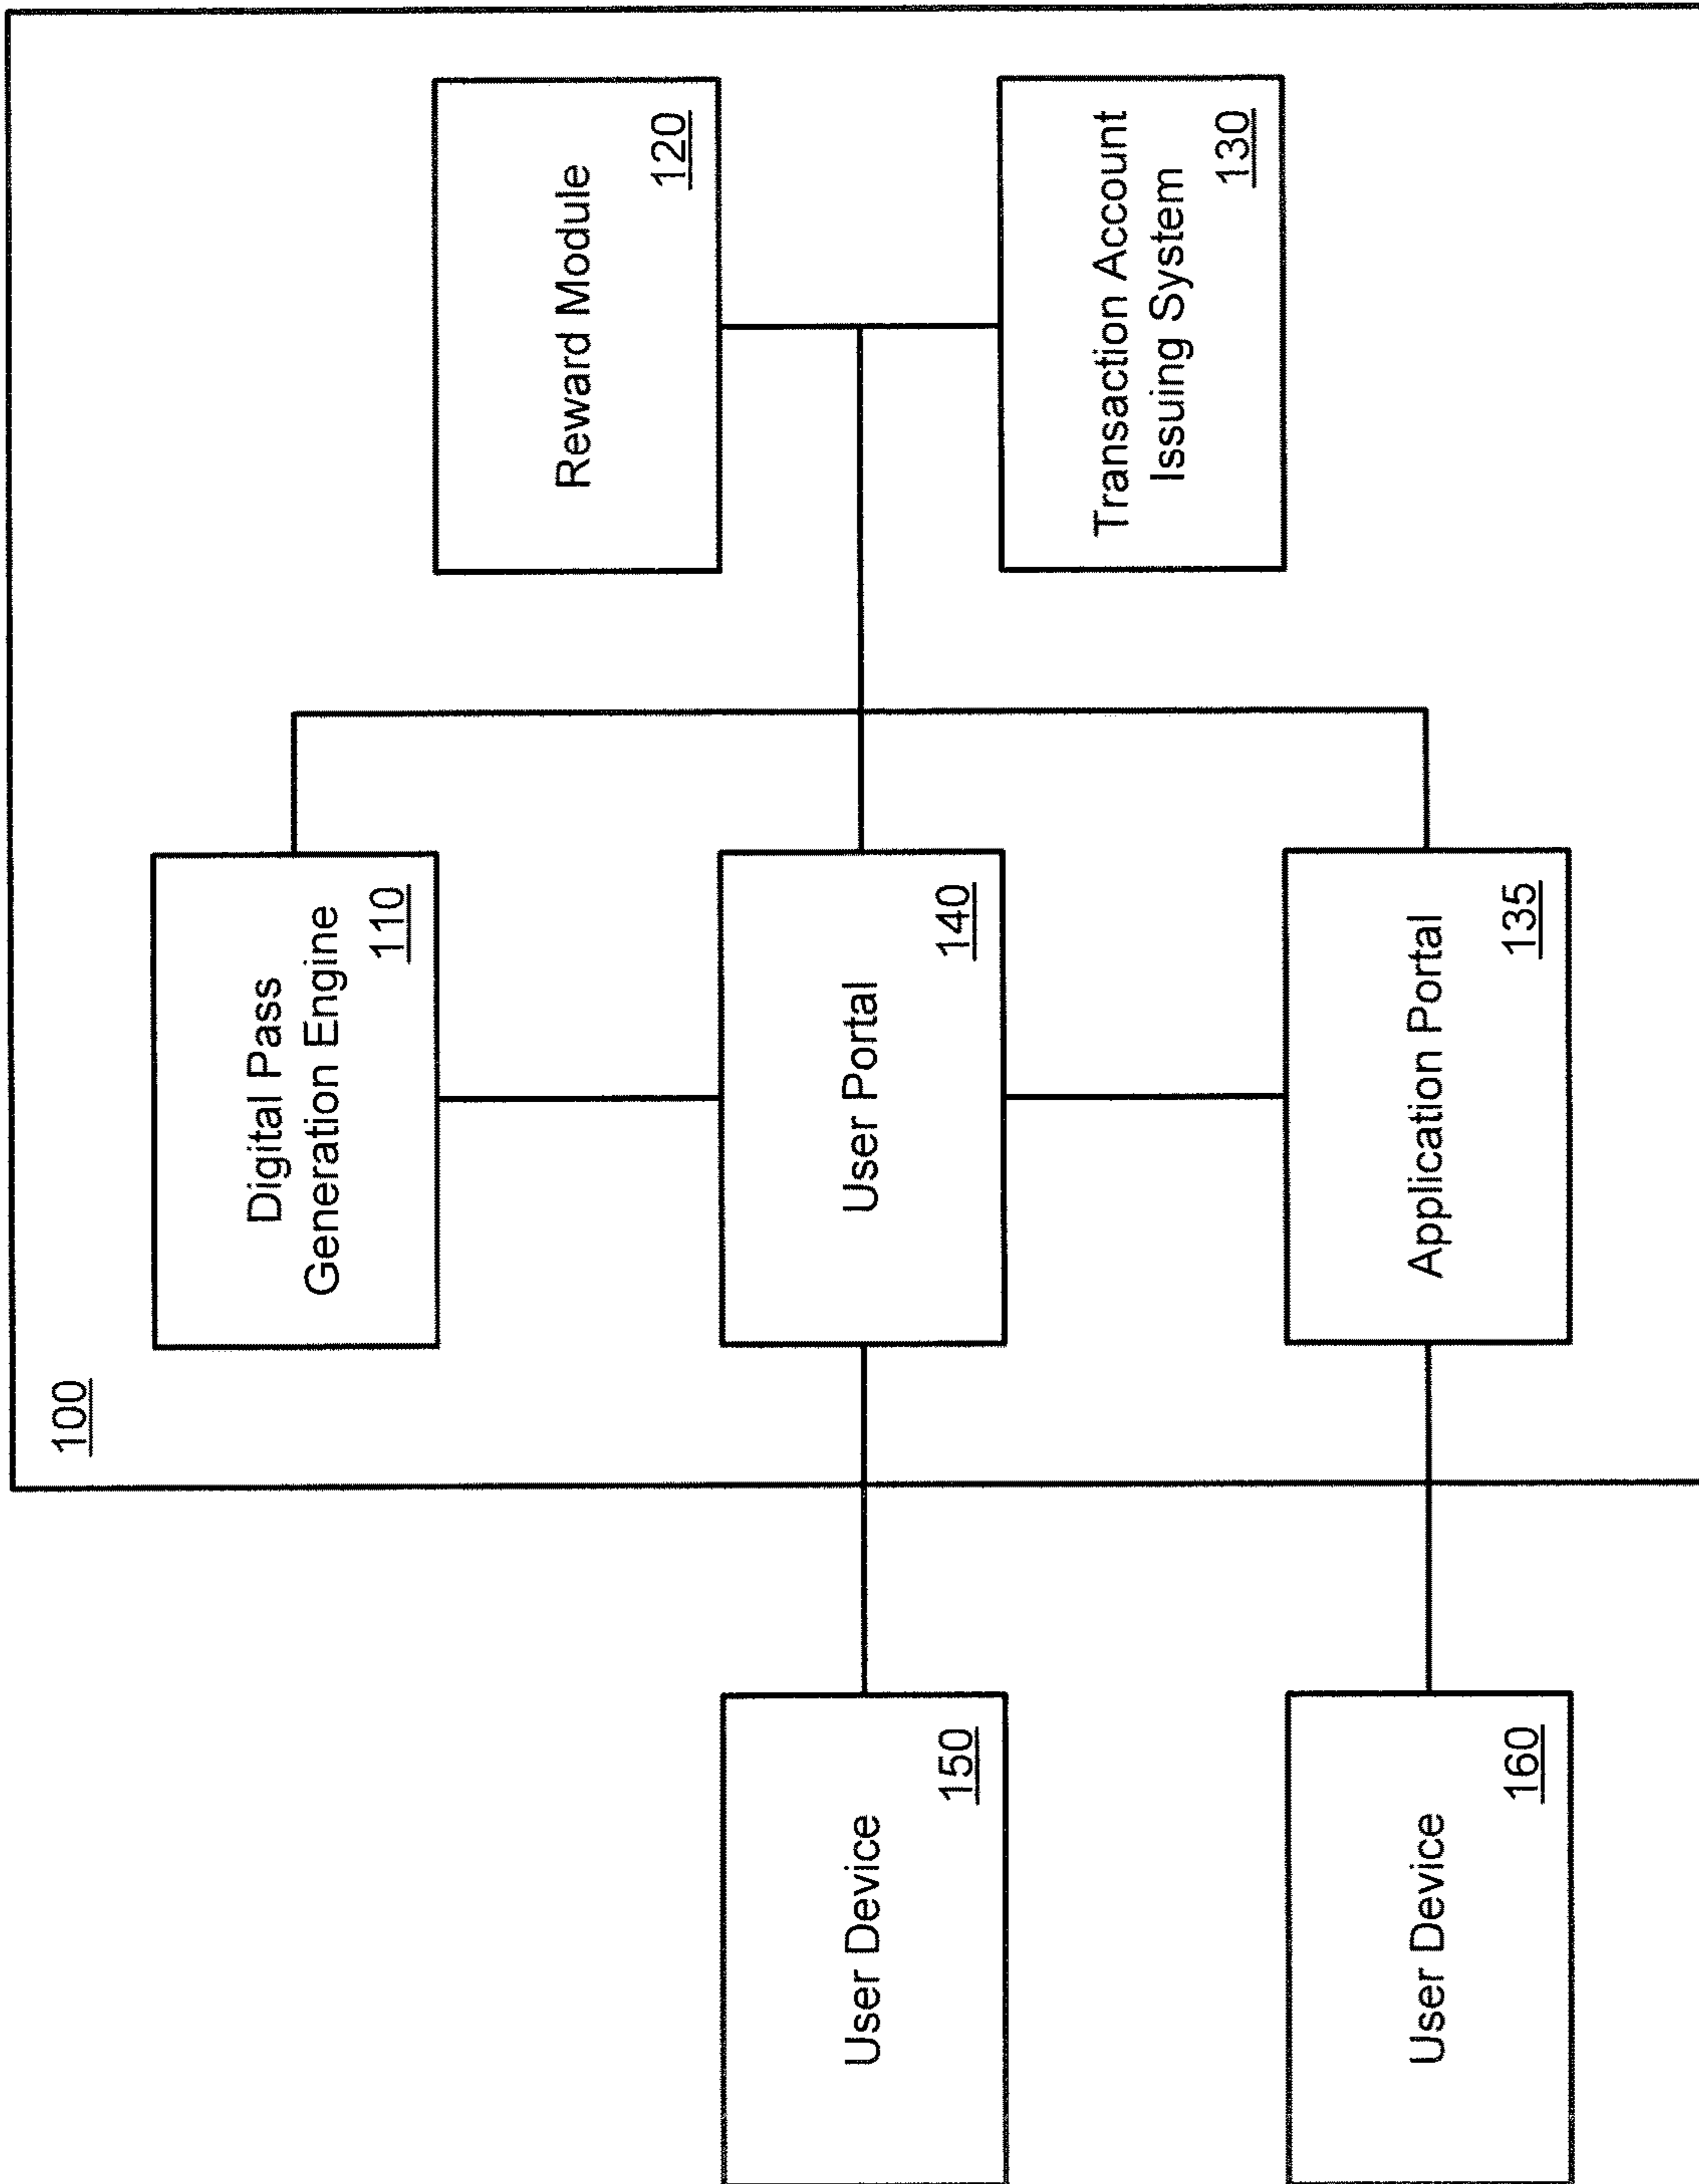 100
Digital Pass
Generation Engine
110
Reward Module
120
User Device
150
User Portal
140
Transaction Account
Issuing System
130
User Device
160
Application Portal
135